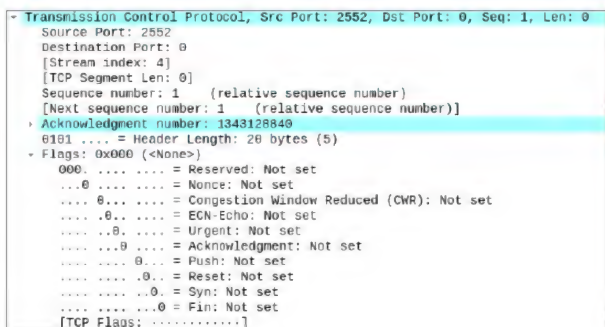 Transmission Control Protocol, Src Port: 2552, Dst Port: 0, Seq: 1, Len: 0
Source Port: 2552
Destination Port: 0
[Stream index: 4]
[TCP Segment Len: 0]
Sequence number: 1 (relative sequence number)
[Next sequence number: 1 (relative sequence number)]
Acknowledgment number: 1343128840
0101 .... = Header Length: 20 bytes (5)
Flags: 0x000 (<None>)
000. .... .... = Reserved: Not set
...0 .... .... = Nonce: Not set
.... 0... .... = Congestion Window Reduced (CWR): Not set
.... .0.. .... = ECN-Echo: Not set
.... ..0. .... = Urgent: Not set
.... ...0 .... = Acknowledgment: Not set
.... .... 0... = Push: Not set
.... .... .0.. = Reset: Not set
.... .... ..0. = Syn: Not set
.... .... ...0 = Fin: Not set
[TCP Flags: ············]